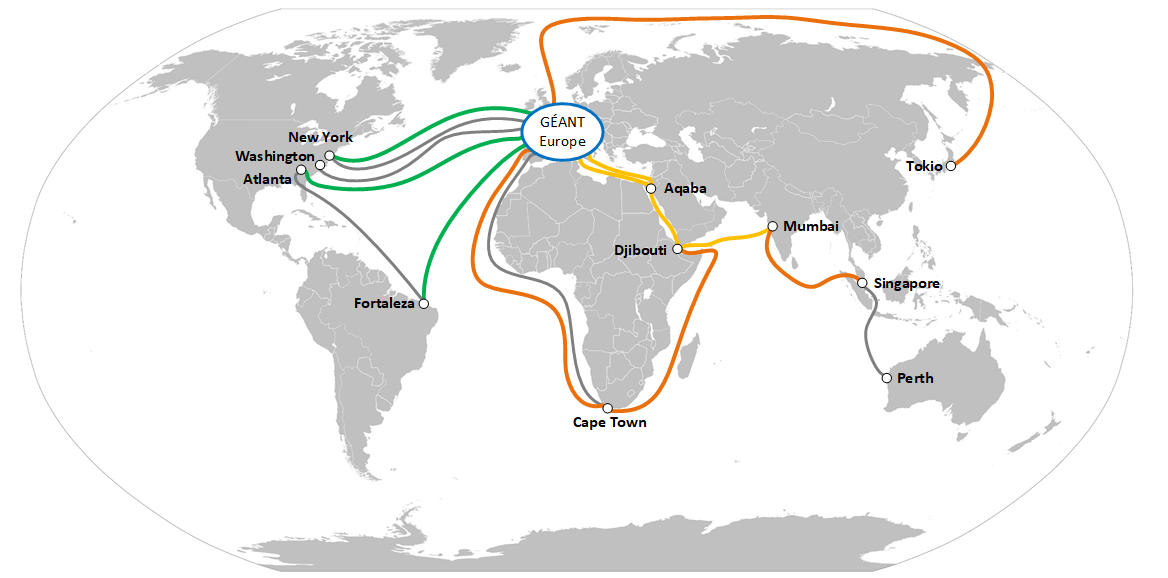 GÉANT
Europe
New York
Washington
Atlanta
Tokio
Aqaba
Mumbai
Djibouti
Singapore
Fortaleza
Perth
Cape Town